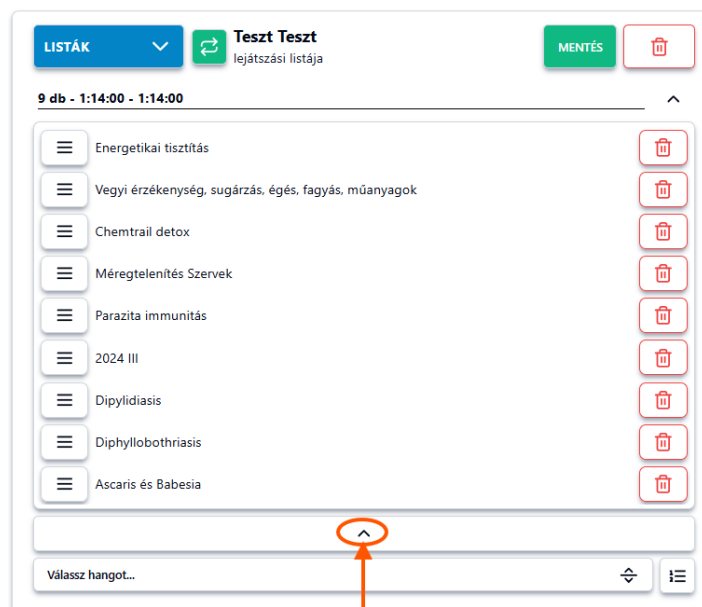 LISTÁK
Teszt Teszt
lejátszási listája
MENTÉS
9 db - 1:14:00 - 1:14:00
Energetikai tisztítás
Vegyi érzékenység, sugárzás, égés, fagyás, műanyagok
Chemtrail detox
Méregtelenítés Szervek
Parazita immunitás
2024 III
Dipylidiasis
Diphyllobothriasis
Ascaris és Babesia
Válassz hangot...